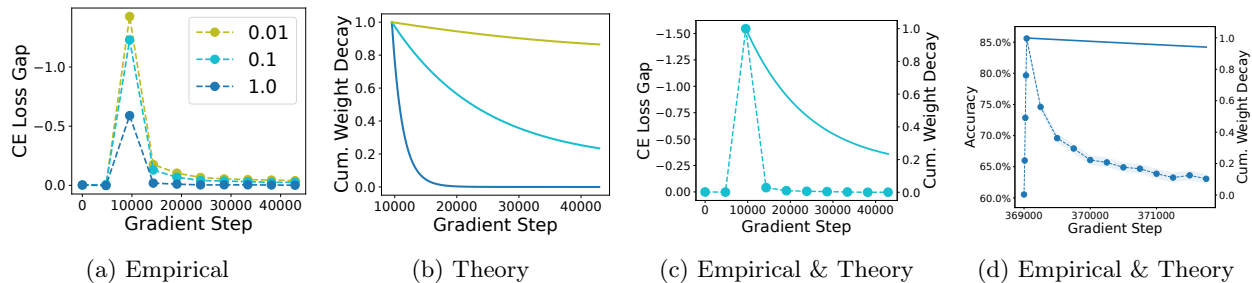 CE Loss Gap
−1.0
−0.5
0.0
0.01
0.1
1.0
0 10000 20000 30000 40000
Gradient Step
(a) Empirical
Cum. Weight Decay
1.0
0.8
0.6
0.4
0.2
0.0
10000 20000 30000 40000
Gradient Step
(b) Theory
CE Loss Gap
−1.50
−1.25
−1.00
−0.75
−0.50
−0.25
0.00
0 10000 20000 30000 40000
Gradient Step
1.0
0.8
0.6
0.4
0.2
0.0
Cum. Weight Decay
(c) Empirical & Theory
Accuracy
85.0%
80.0%
75.0%
70.0%
65.0%
60.0%
369000 370000 371000
Gradient Step
1.0
0.8
0.6
0.4
0.2
0.0
Cum. Weight Decay
(d) Empirical & Theory